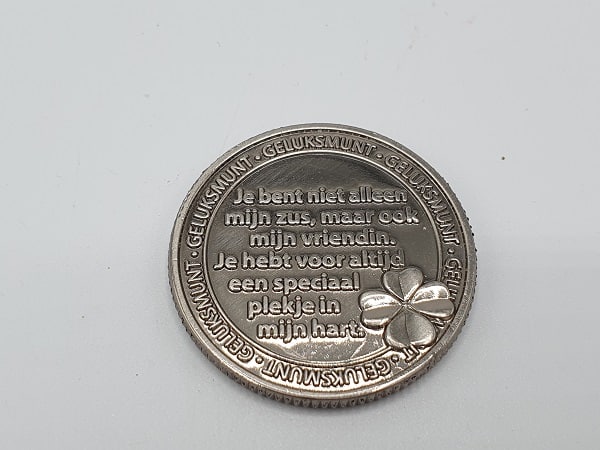 GELUKSMUNT · GELUKSMUNT · GELUKSMUNT · GELUKSMUNT · GELUKSMUNT · GELUKSMUNT
Je bent niet alleen
mijn zus, maar ook
mijn vriendin.
Je hebt voor altijd
een speciaal
plekje in
mijn hart.